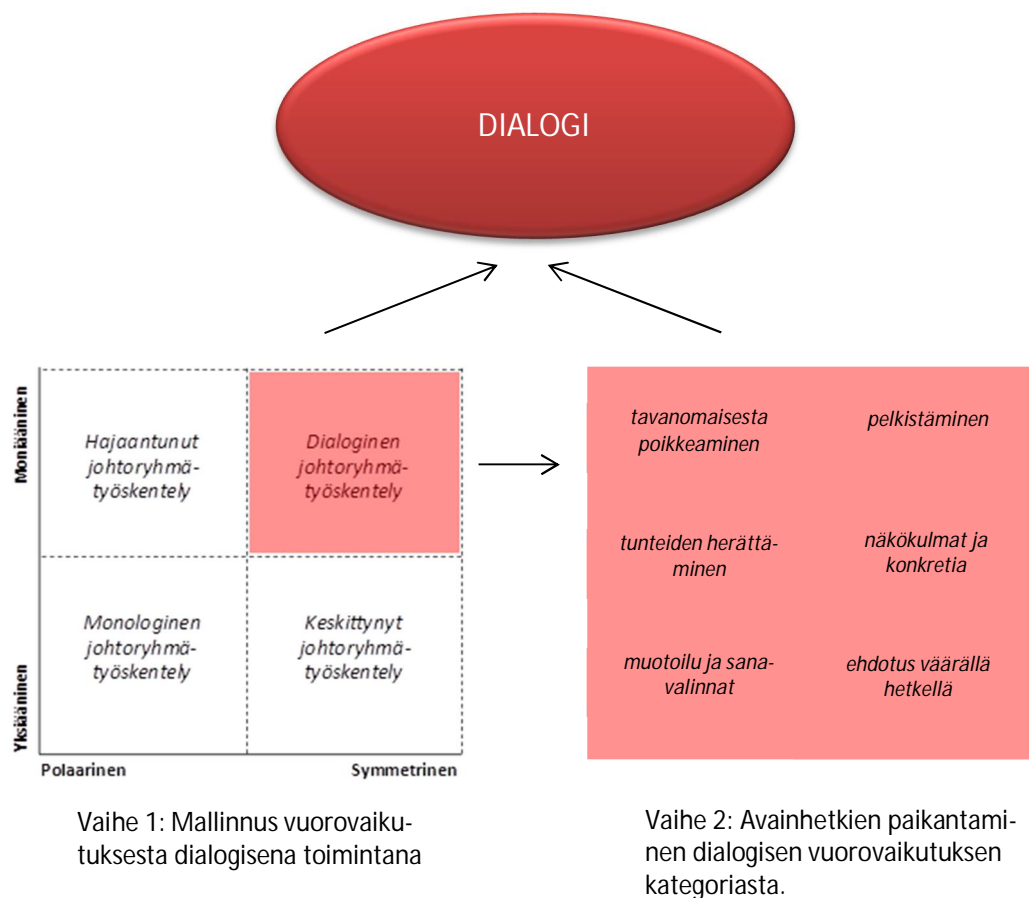 DIALOGI
Moniääninen
Yksiääninen
Hajaantunut
johtoryhmä-
työskentely
Dialoginen
johtoryhmä-
työskentely
Monologinen
johtoryhmä-
työskentely
Keskittynyt
johtoryhmä-
työskentely
Polaarinen
Symmetrinen
tavanomaisesta
poikkeaminen
pelkistäminen
tunteiden herättä-
minen
näkökulmat ja
konkretia
muotoilu ja sana-
valinnat
ehdotus väärällä
hetkellä
Vaihe 1: Mallinnus vuorovaiku-
tuksesta dialogisena toimintana
Vaihe 2: Avainhetkien paikantami-
nen dialogisen vuorovaikutuksen
kategoriasta.